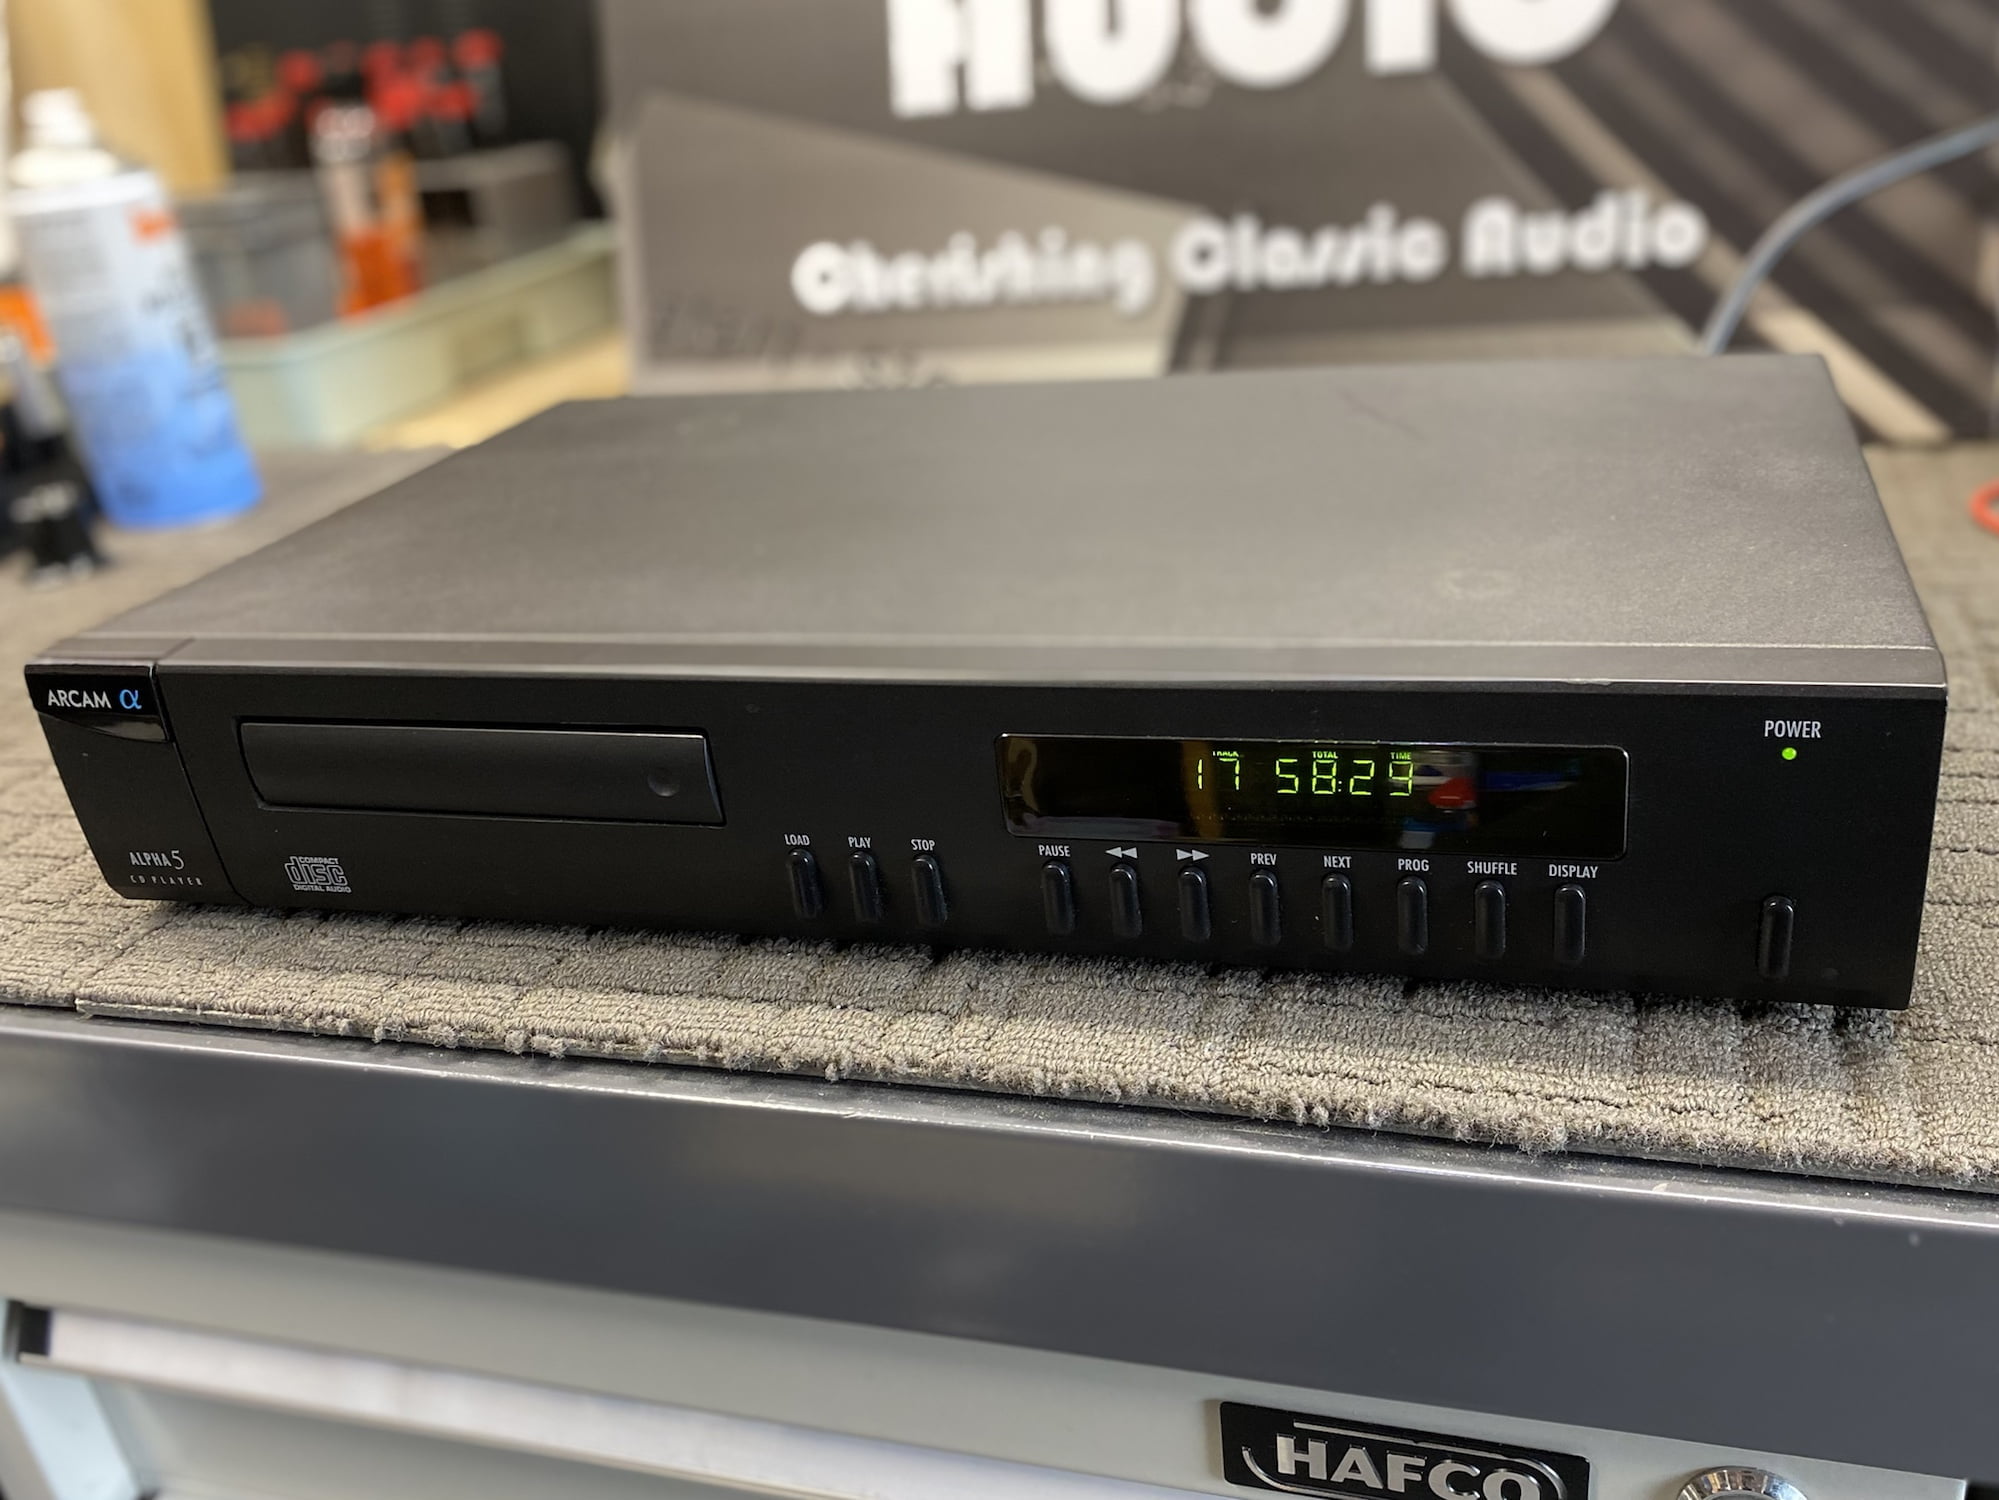 AUDIO
Cherishing Classic Audio
ARCAM α
POWER
TRACK TOTAL TIME
17 58:29
LOAD PLAY STOP
PAUSE ◀◀ ▶▶ PREV NEXT PROG SHUFFLE DISPLAY
ALPHA 5
CD PLAYER
COMPACT
disc
DIGITAL AUDIO
HAFCO